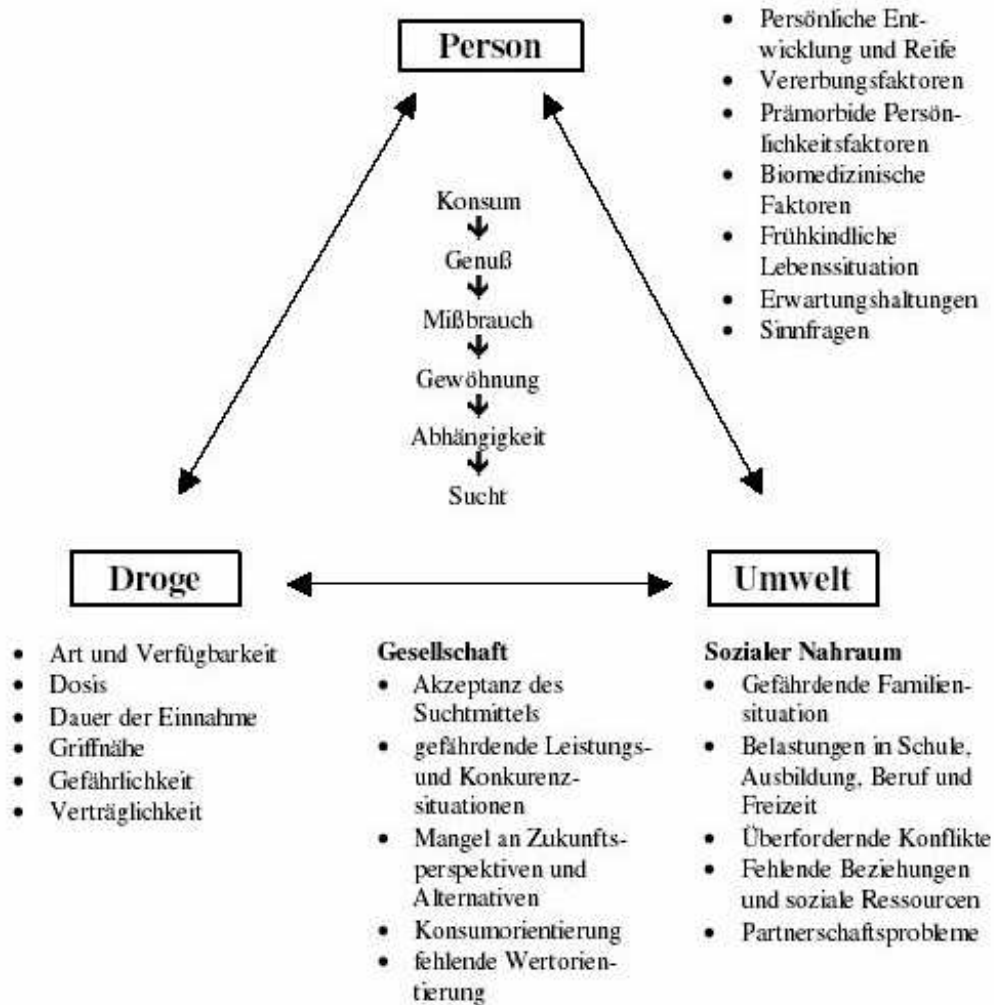 Person
• Persönliche Ent-
wicklung und Reife
• Vererbungsfaktoren
• Prämorbide Persön-
lichkeitsfaktoren
• Biomedizinische
Faktoren
• Frühkindliche
Lebenssituation
• Erwartungshaltungen
• Sinnfragen
Konsum
Genuß
Mißbrauch
Gewöhnung
Abhängigkeit
Sucht
Droge
• Art und Verfügbarkeit
• Dosis
• Dauer der Einnahme
• Griffnähe
• Gefährlichkeit
• Verträglichkeit
Umwelt
Gesellschaft
• Akzeptanz des
Suchtmittels
• gefährdende Leistungs-
und Konkurenz-
situationen
• Mangel an Zukunfts-
perspektiven und
Alternativen
• Konsumorientierung
• fehlende Wertorien-
tierung
Sozialer Nahraum
• Gefährdende Familien-
situation
• Belastungen in Schule,
Ausbildung, Beruf und
Freizeit
• Überfordernde Konflikte
• Fehlende Beziehungen
und soziale Ressourcen
• Partnerschaftsprobleme